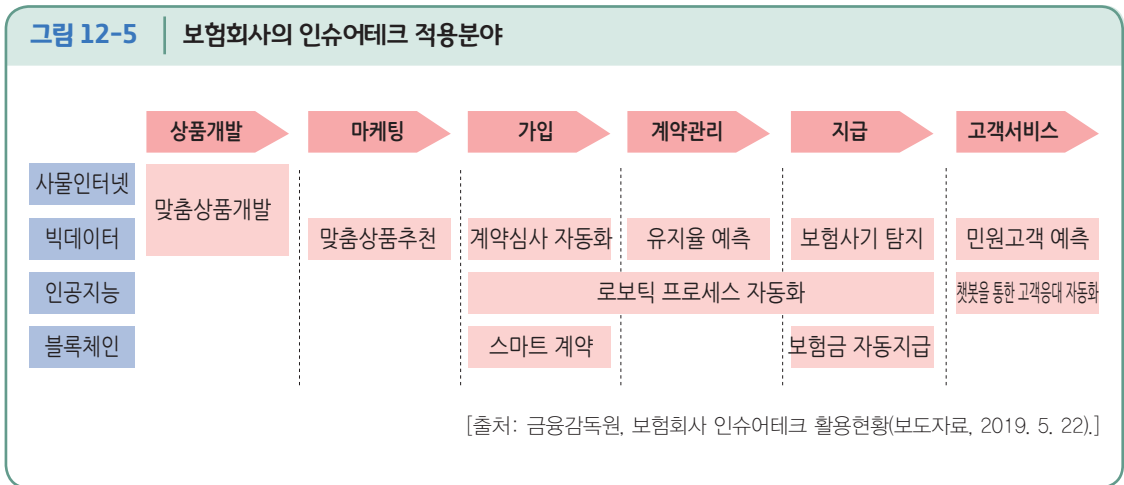 그림 12-5 보험회사의 인슈어테크 적용분야
상품개발 마케팅 가입 계약관리 지급 고객서비스
사물인터넷
맞춤상품개발
빅데이터 맞춤상품추천 계약심사 자동화 유지율 예측 보험사기 탐지 민원고객 예측
인공지능 로보틱 프로세스 자동화 챗봇을 통한 고객응대 자동화
블록체인 스마트 계약 보험금 자동지급
[출처: 금융감독원, 보험회사 인슈어테크 활용현황(보도자료, 2019. 5. 22).]